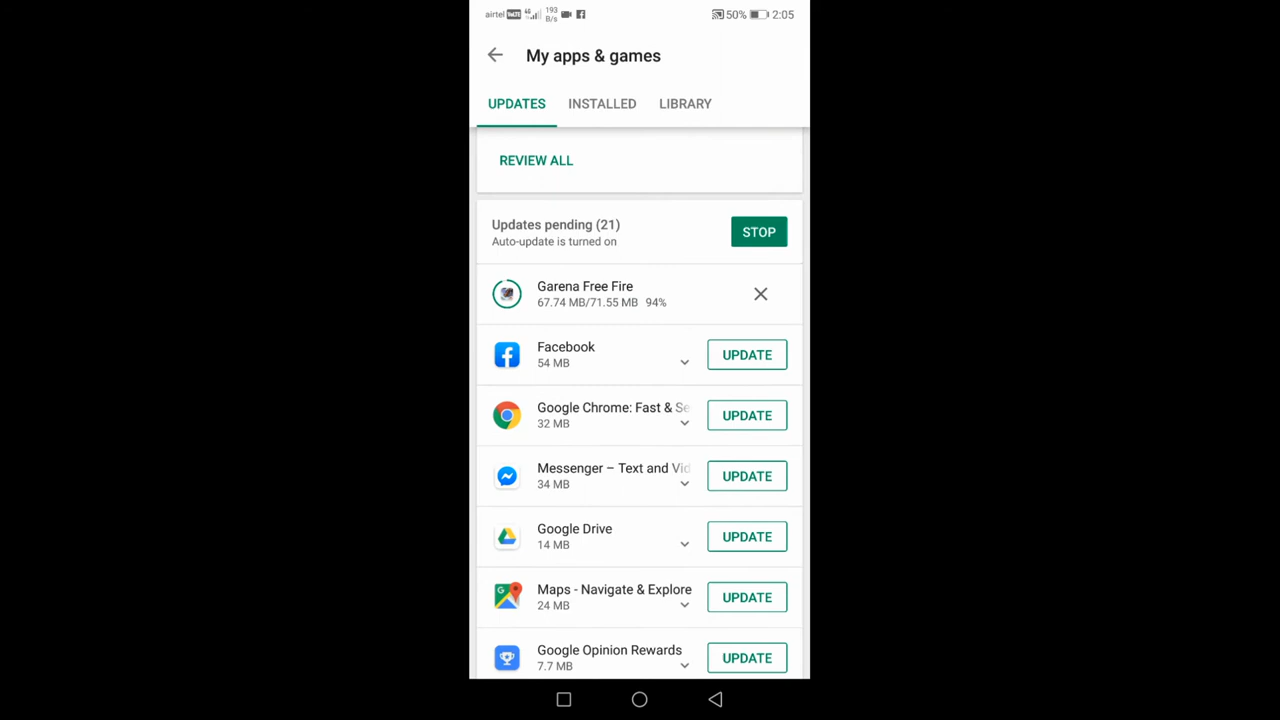 airtel VoLTE 4G 193 B/s 50% 2:05
My apps & games
UPDATES INSTALLED LIBRARY
REVIEW ALL
Updates pending (21)
Auto-update is turned on
STOP
Garena Free Fire
67.74 MB/71.55 MB 94%
Facebook
54 MB
UPDATE
Google Chrome: Fast & Se
32 MB
UPDATE
Messenger – Text and Vid
34 MB
UPDATE
Google Drive
14 MB
UPDATE
Maps - Navigate & Explore
24 MB
UPDATE
Google Opinion Rewards
7.7 MB
UPDATE